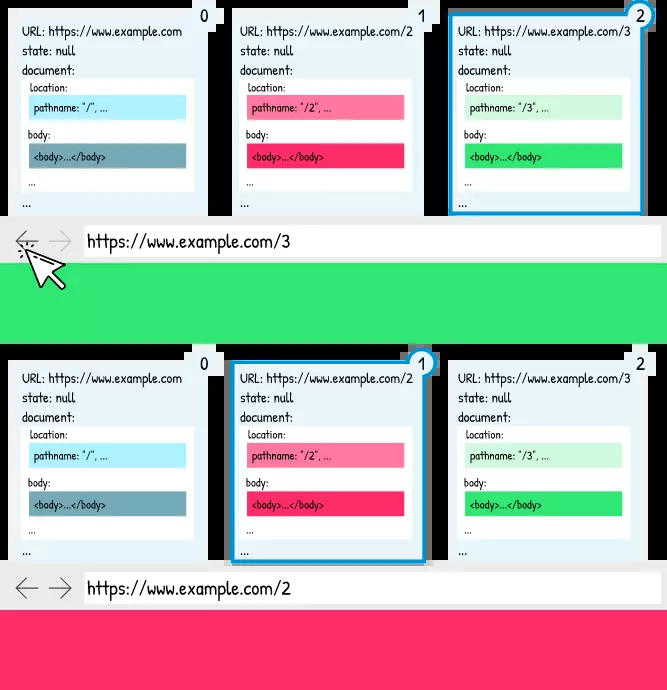 0
URL: https://www.example.com
state: null
document:
location:
pathname: "/", ...
body:
<body>...</body>
...
...
1
URL: https://www.example.com/2
state: null
document:
location:
pathname: "/2", ...
body:
<body>...</body>
...
...
2
URL: https://www.example.com/3
state: null
document:
location:
pathname: "/3", ...
body:
<body>...</body>
...
...
https://www.example.com/3
0
URL: https://www.example.com
state: null
document:
location:
pathname: "/", ...
body:
<body>...</body>
...
...
1
URL: https://www.example.com/2
state: null
document:
location:
pathname: "/2", ...
body:
<body>...</body>
...
...
2
URL: https://www.example.com/3
state: null
document:
location:
pathname: "/3", ...
body:
<body>...</body>
...
...
https://www.example.com/2